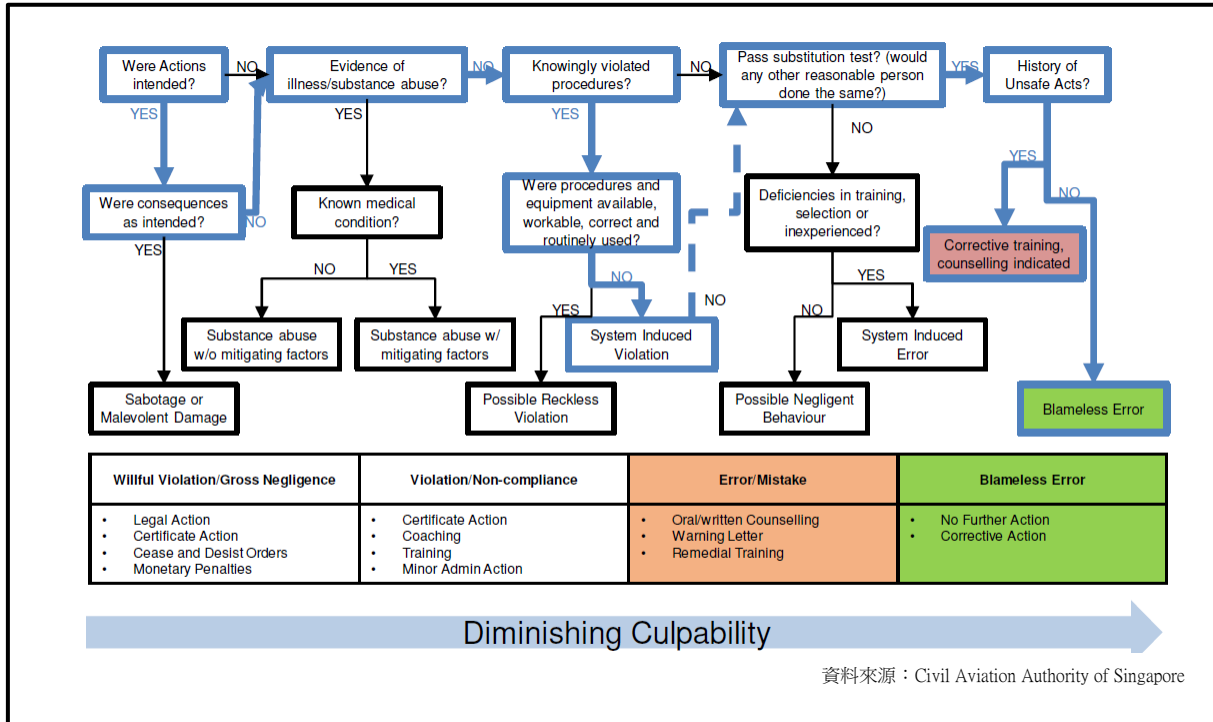 Were Actions
intended?
NO
Evidence of
illness/substance abuse?
NO
Knowingly violated
procedures?
NO
Pass substitution test? (would
any other reasonable person
done the same?)
YES
History of
Unsafe Acts?
YES
YES
YES
NO
YES
NO
Were consequences
as intended?
NO
Known medical
condition?
Were procedures and
equipment available,
workable, correct and
routinely used?
Deficiencies in training,
selection or
inexperienced?
Corrective training,
counselling indicated
YES
NO
YES
NO
YES
NO
YES
NO
Substance abuse
w/o mitigating factors
Substance abuse w/
mitigating factors
System Induced
Violation
System Induced
Error
Sabotage or
Malevolent Damage
Possible Reckless
Violation
Possible Negligent
Behaviour
Blameless Error
Willful Violation/Gross Negligence
• Legal Action
• Certificate Action
• Cease and Desist Orders
• Monetary Penalties
Violation/Non-compliance
• Certificate Action
• Coaching
• Training
• Minor Admin Action
Error/Mistake
• Oral/written Counselling
• Warning Letter
• Remedial Training
Blameless Error
• No Further Action
• Corrective Action
Diminishing Culpability
資料來源：Civil Aviation Authority of Singapore